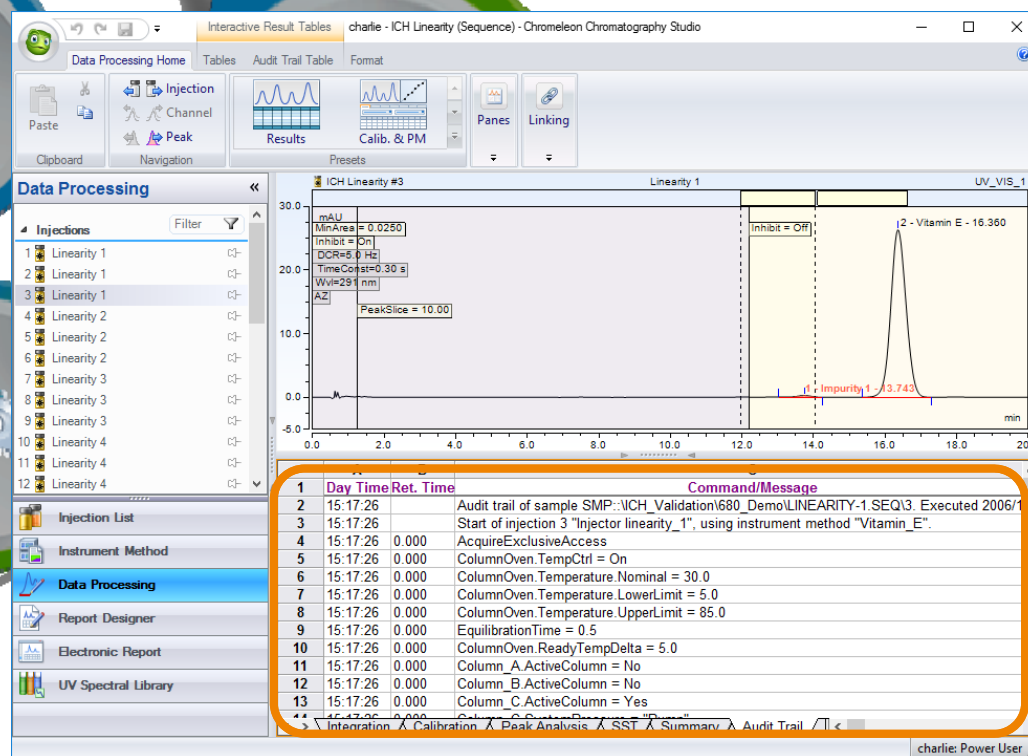 Interactive Result Tables charlie - ICH Linearity (Sequence) - Chromeleon Chromatography Studio
Data Processing Home Tables Audit Trail Table Format
Paste
Clipboard
Injection
Channel
Peak
Navigation
Results
Calib. & PM
Presets
Panes
Linking
Data Processing «
Injections Filter
1 Linearity 1
2 Linearity 1
3 Linearity 1
4 Linearity 2
5 Linearity 2
6 Linearity 2
7 Linearity 3
8 Linearity 3
9 Linearity 3
10 Linearity 4
11 Linearity 4
12 Linearity 4
Injection List
Instrument Method
Data Processing
Report Designer
Electronic Report
UV Spectral Library
ICH Linearity #3 Linearity 1 UV_VIS_1
30.0
20.0
10.0
0.0
-5.0
mAU
MinArea = 0.0250
Inhibit = On
DCR=5.0 Hz
TimeConst=0.30 s
Wvl=291 nm
AZ
PeakSlice = 10.00
Inhibit = Off
2 - Vitamin E - 16.360
1 - Impurity 1 - 13.743
min
0.0 2.0 4.0 6.0 8.0 10.0 12.0 14.0 16.0 18.0 20
1 Day Time Ret. Time Command/Message
2 15:17:26 Audit trail of sample SMP::\ICH_Validation\680_Demo\LINEARITY-1.SEQ\3. Executed 2006/1
3 15:17:26 Start of injection 3 "Injector linearity_1", using instrument method "Vitamin_E".
4 15:17:26 0.000 AcquireExclusiveAccess
5 15:17:26 0.000 ColumnOven.TempCtrl = On
6 15:17:26 0.000 ColumnOven.Temperature.Nominal = 30.0
7 15:17:26 0.000 ColumnOven.Temperature.LowerLimit = 5.0
8 15:17:26 0.000 ColumnOven.Temperature.UpperLimit = 85.0
9 15:17:26 0.000 EquilibrationTime = 0.5
10 15:17:26 0.000 ColumnOven.ReadyTempDelta = 5.0
11 15:17:26 0.000 Column_A.ActiveColumn = No
12 15:17:26 0.000 Column_B.ActiveColumn = No
13 15:17:26 0.000 Column_C.ActiveColumn = Yes
Integration Calibration Peak Analysis SST Summary Audit Trail
charlie: Power User